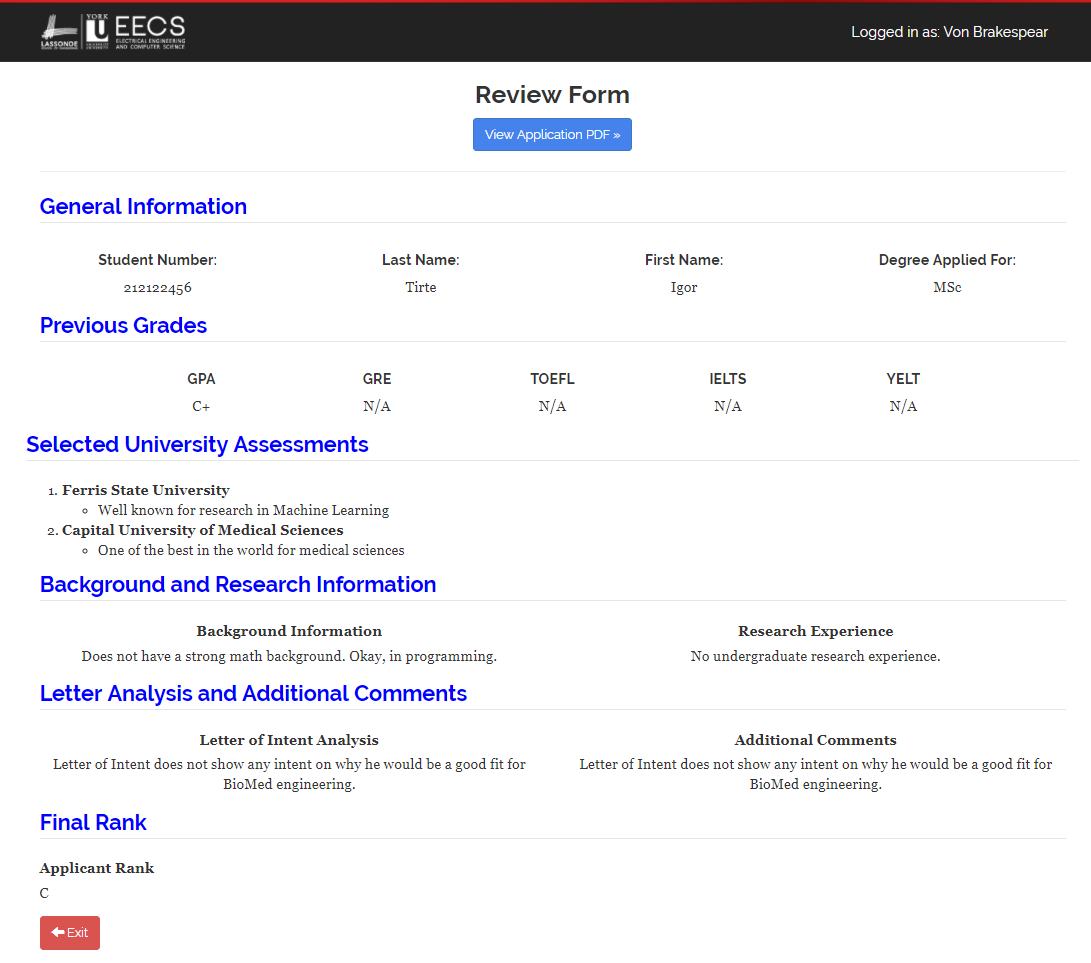 LASSONDE
YORK
U
UNIVERSITY
EECS
ELECTRICAL ENGINEERING
AND COMPUTER SCIENCE
Logged in as: Von Brakespear
Review Form
View Application PDF »
General Information
Student Number: Last Name: First Name: Degree Applied For:
212122456 Tirte Igor MSc
Previous Grades
GPA GRE TOEFL IELTS YELT
C+ N/A N/A N/A N/A
Selected University Assessments
1. Ferris State University
Well known for research in Machine Learning
2. Capital University of Medical Sciences
One of the best in the world for medical sciences
Background and Research Information
Background Information Research Experience
Does not have a strong math background. Okay, in programming. No undergraduate research experience.
Letter Analysis and Additional Comments
Letter of Intent Analysis
Letter of Intent does not show any intent on why he would be a good fit for
BioMed engineering.
Additional Comments
Letter of Intent does not show any intent on why he would be a good fit for
BioMed engineering.
Final Rank
Applicant Rank
C
Exit